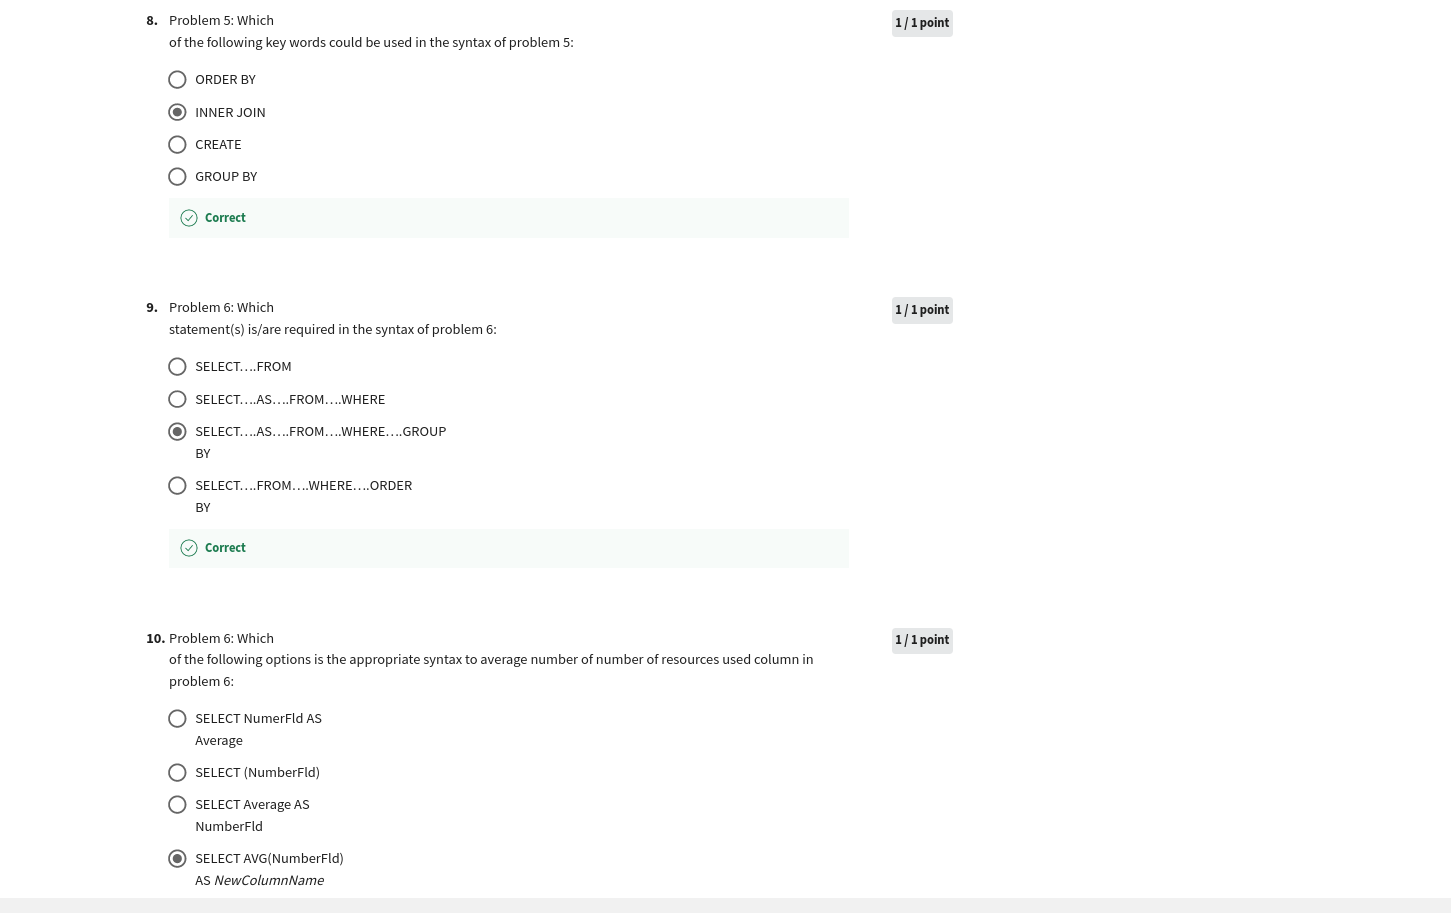 8. Problem 5: Which
1 / 1 point
of the following key words could be used in the syntax of problem 5:
ORDER BY
INNER JOIN
CREATE
GROUP BY
Correct
9. Problem 6: Which
1 / 1 point
statement(s) is/are required in the syntax of problem 6:
SELECT….FROM
SELECT….AS….FROM….WHERE
SELECT….AS….FROM….WHERE….GROUP
BY
SELECT….FROM….WHERE….ORDER
BY
Correct
10. Problem 6: Which
1 / 1 point
of the following options is the appropriate syntax to average number of number of resources used column in
problem 6:
SELECT NumerFld AS
Average
SELECT (NumberFld)
SELECT Average AS
NumberFld
SELECT AVG(NumberFld)
AS NewColumnName